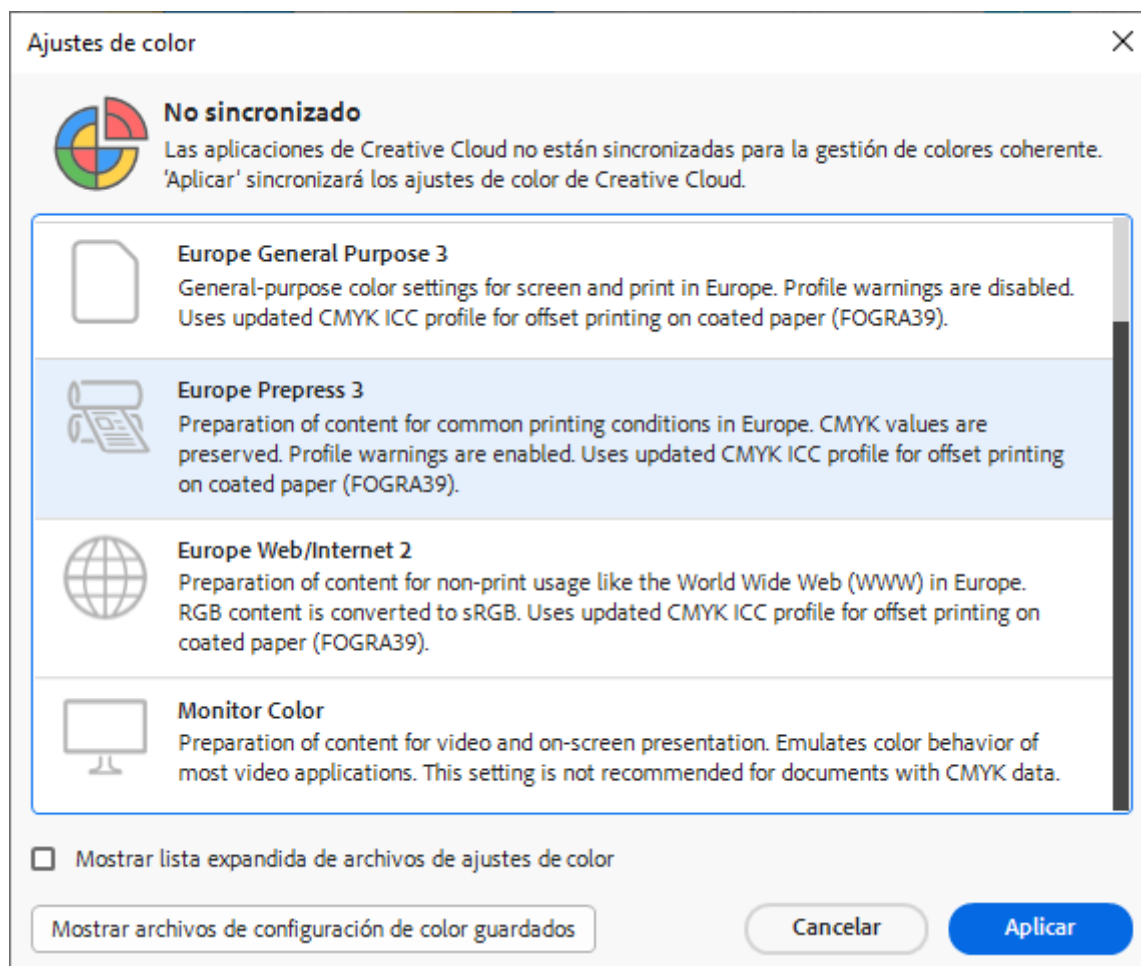 Ajustes de color
No sincronizado
Las aplicaciones de Creative Cloud no están sincronizadas para la gestión de colores coherente.
'Aplicar' sincronizará los ajustes de color de Creative Cloud.
Europe General Purpose 3
General-purpose color settings for screen and print in Europe. Profile warnings are disabled.
Uses updated CMYK ICC profile for offset printing on coated paper (FOGRA39).
Europe Prepress 3
Preparation of content for common printing conditions in Europe. CMYK values are
preserved. Profile warnings are enabled. Uses updated CMYK ICC profile for offset printing
on coated paper (FOGRA39).
Europe Web/Internet 2
Preparation of content for non-print usage like the World Wide Web (WWW) in Europe.
RGB content is converted to sRGB. Uses updated CMYK ICC profile for offset printing on
coated paper (FOGRA39).
Monitor Color
Preparation of content for video and on-screen presentation. Emulates color behavior of
most video applications. This setting is not recommended for documents with CMYK data.
Mostrar lista expandida de archivos de ajustes de color
Mostrar archivos de configuración de color guardados
Cancelar
Aplicar